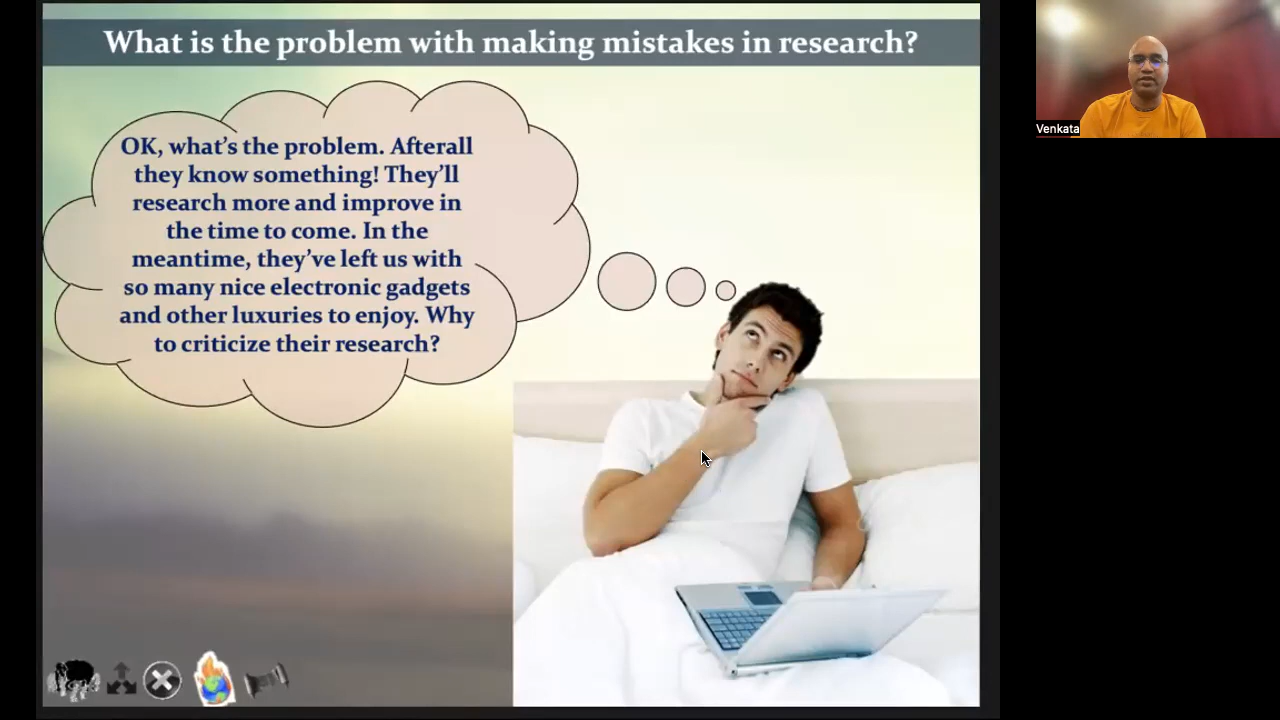 What is the problem with making mistakes in research?
OK, what's the problem. Afterall
they know something! They'll
research more and improve in
the time to come. In the
meantime, they've left us with
so many nice electronic gadgets
and other luxuries to enjoy. Why
to criticize their research?
Venkata